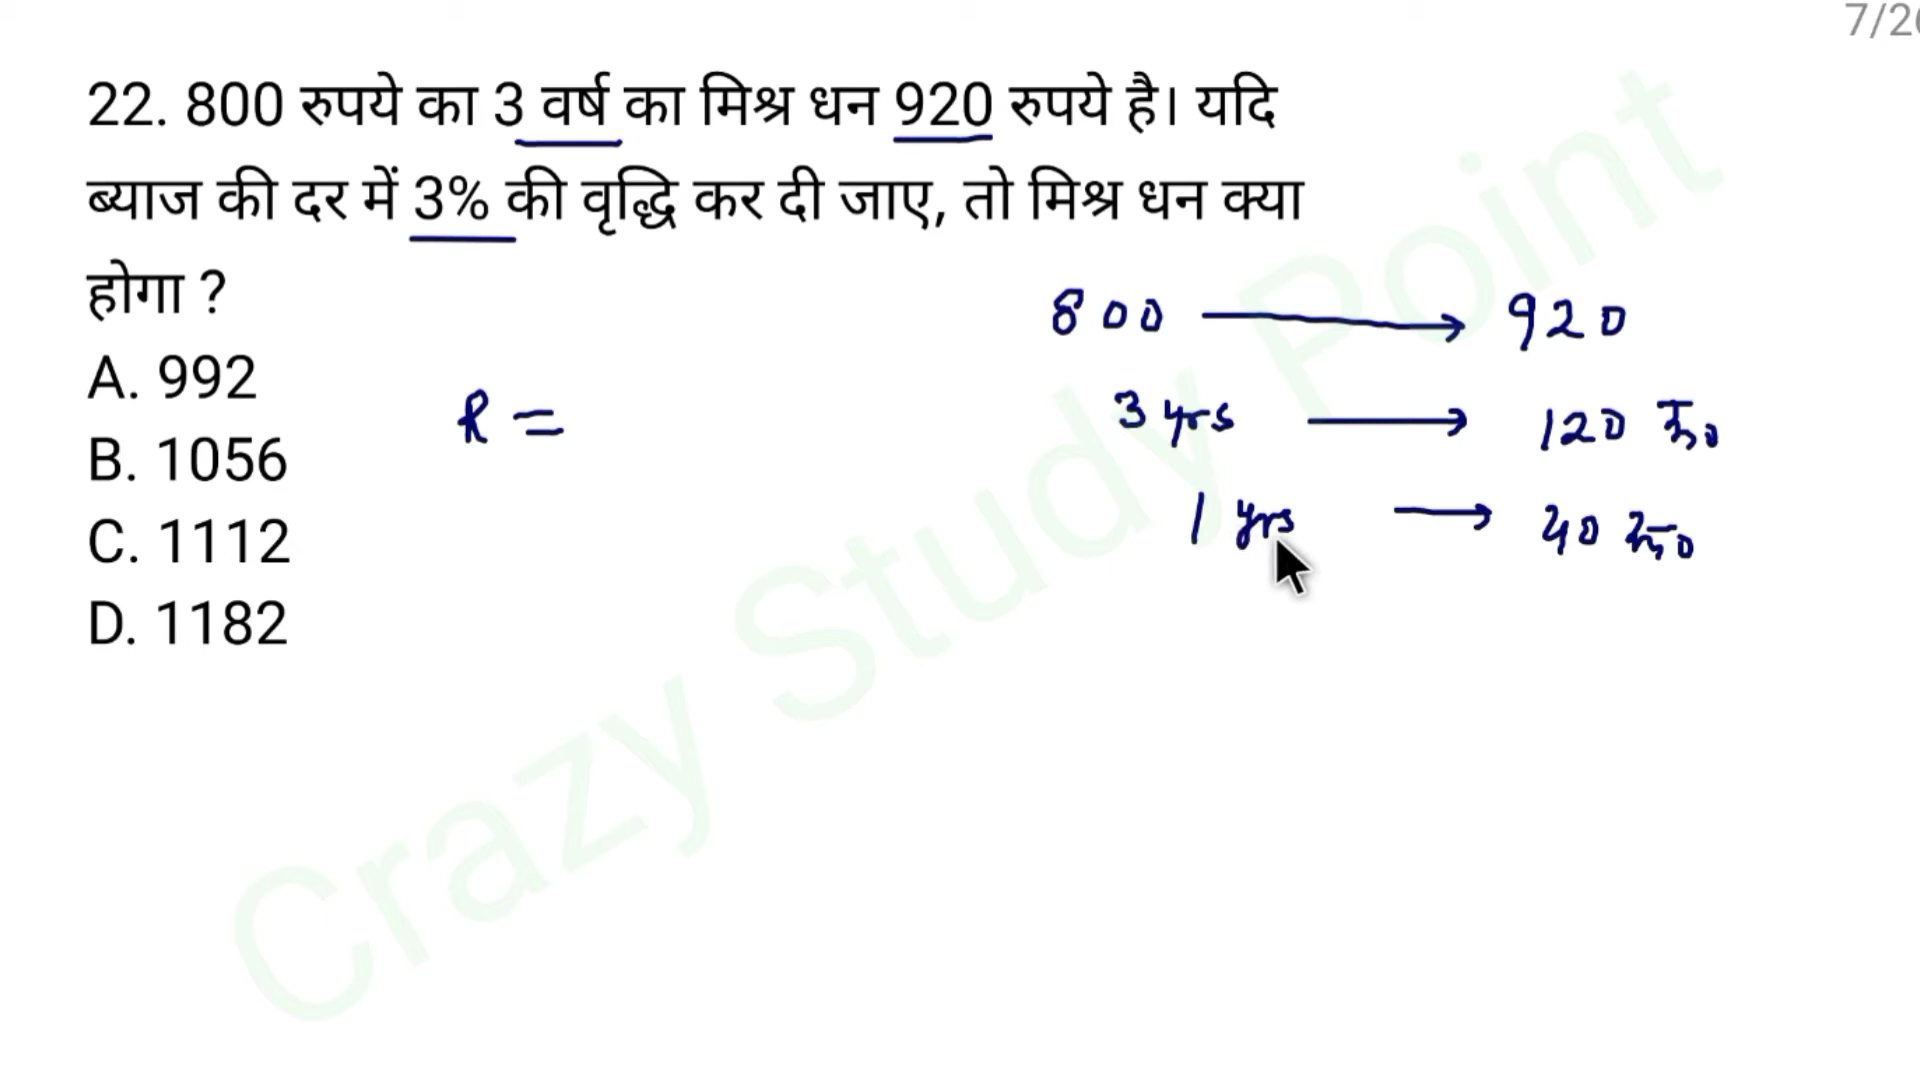 7/20
22. 800 रुपये का 3 वर्ष का मिश्र धन 920 रुपये है। यदि
ब्याज की दर में 3% की वृद्धि कर दी जाए, तो मिश्र धन क्या
होगा ?
A. 992
B. 1056
C. 1112
D. 1182
800 → 920
R = 3 yrs → 120 रु०
1 yrs → 40 रु०
Crazy Study Point